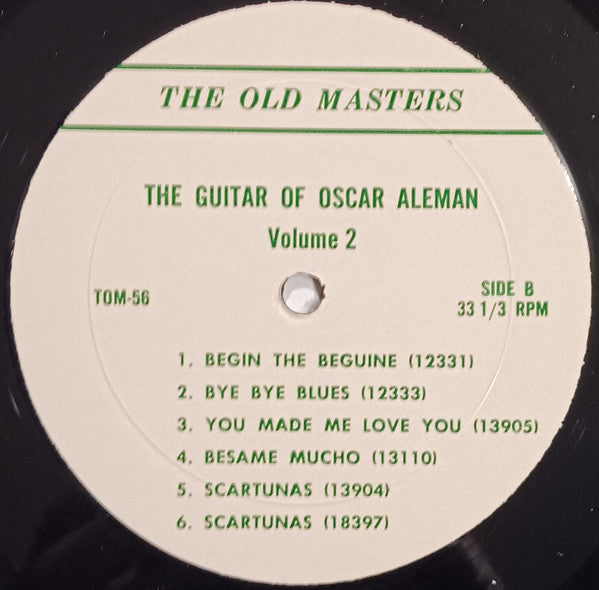 THE OLD MASTERS
THE GUITAR OF OSCAR ALEMAN
Volume 2
TOM-56
SIDE B
33 1/3 RPM
1. BEGIN THE BEGUINE (12331)
2. BYE BYE BLUES (12333)
3. YOU MADE ME LOVE YOU (13905)
4. BESAME MUCHO (13110)
5. SCARTUNAS (13904)
6. SCARTUNAS (18397)